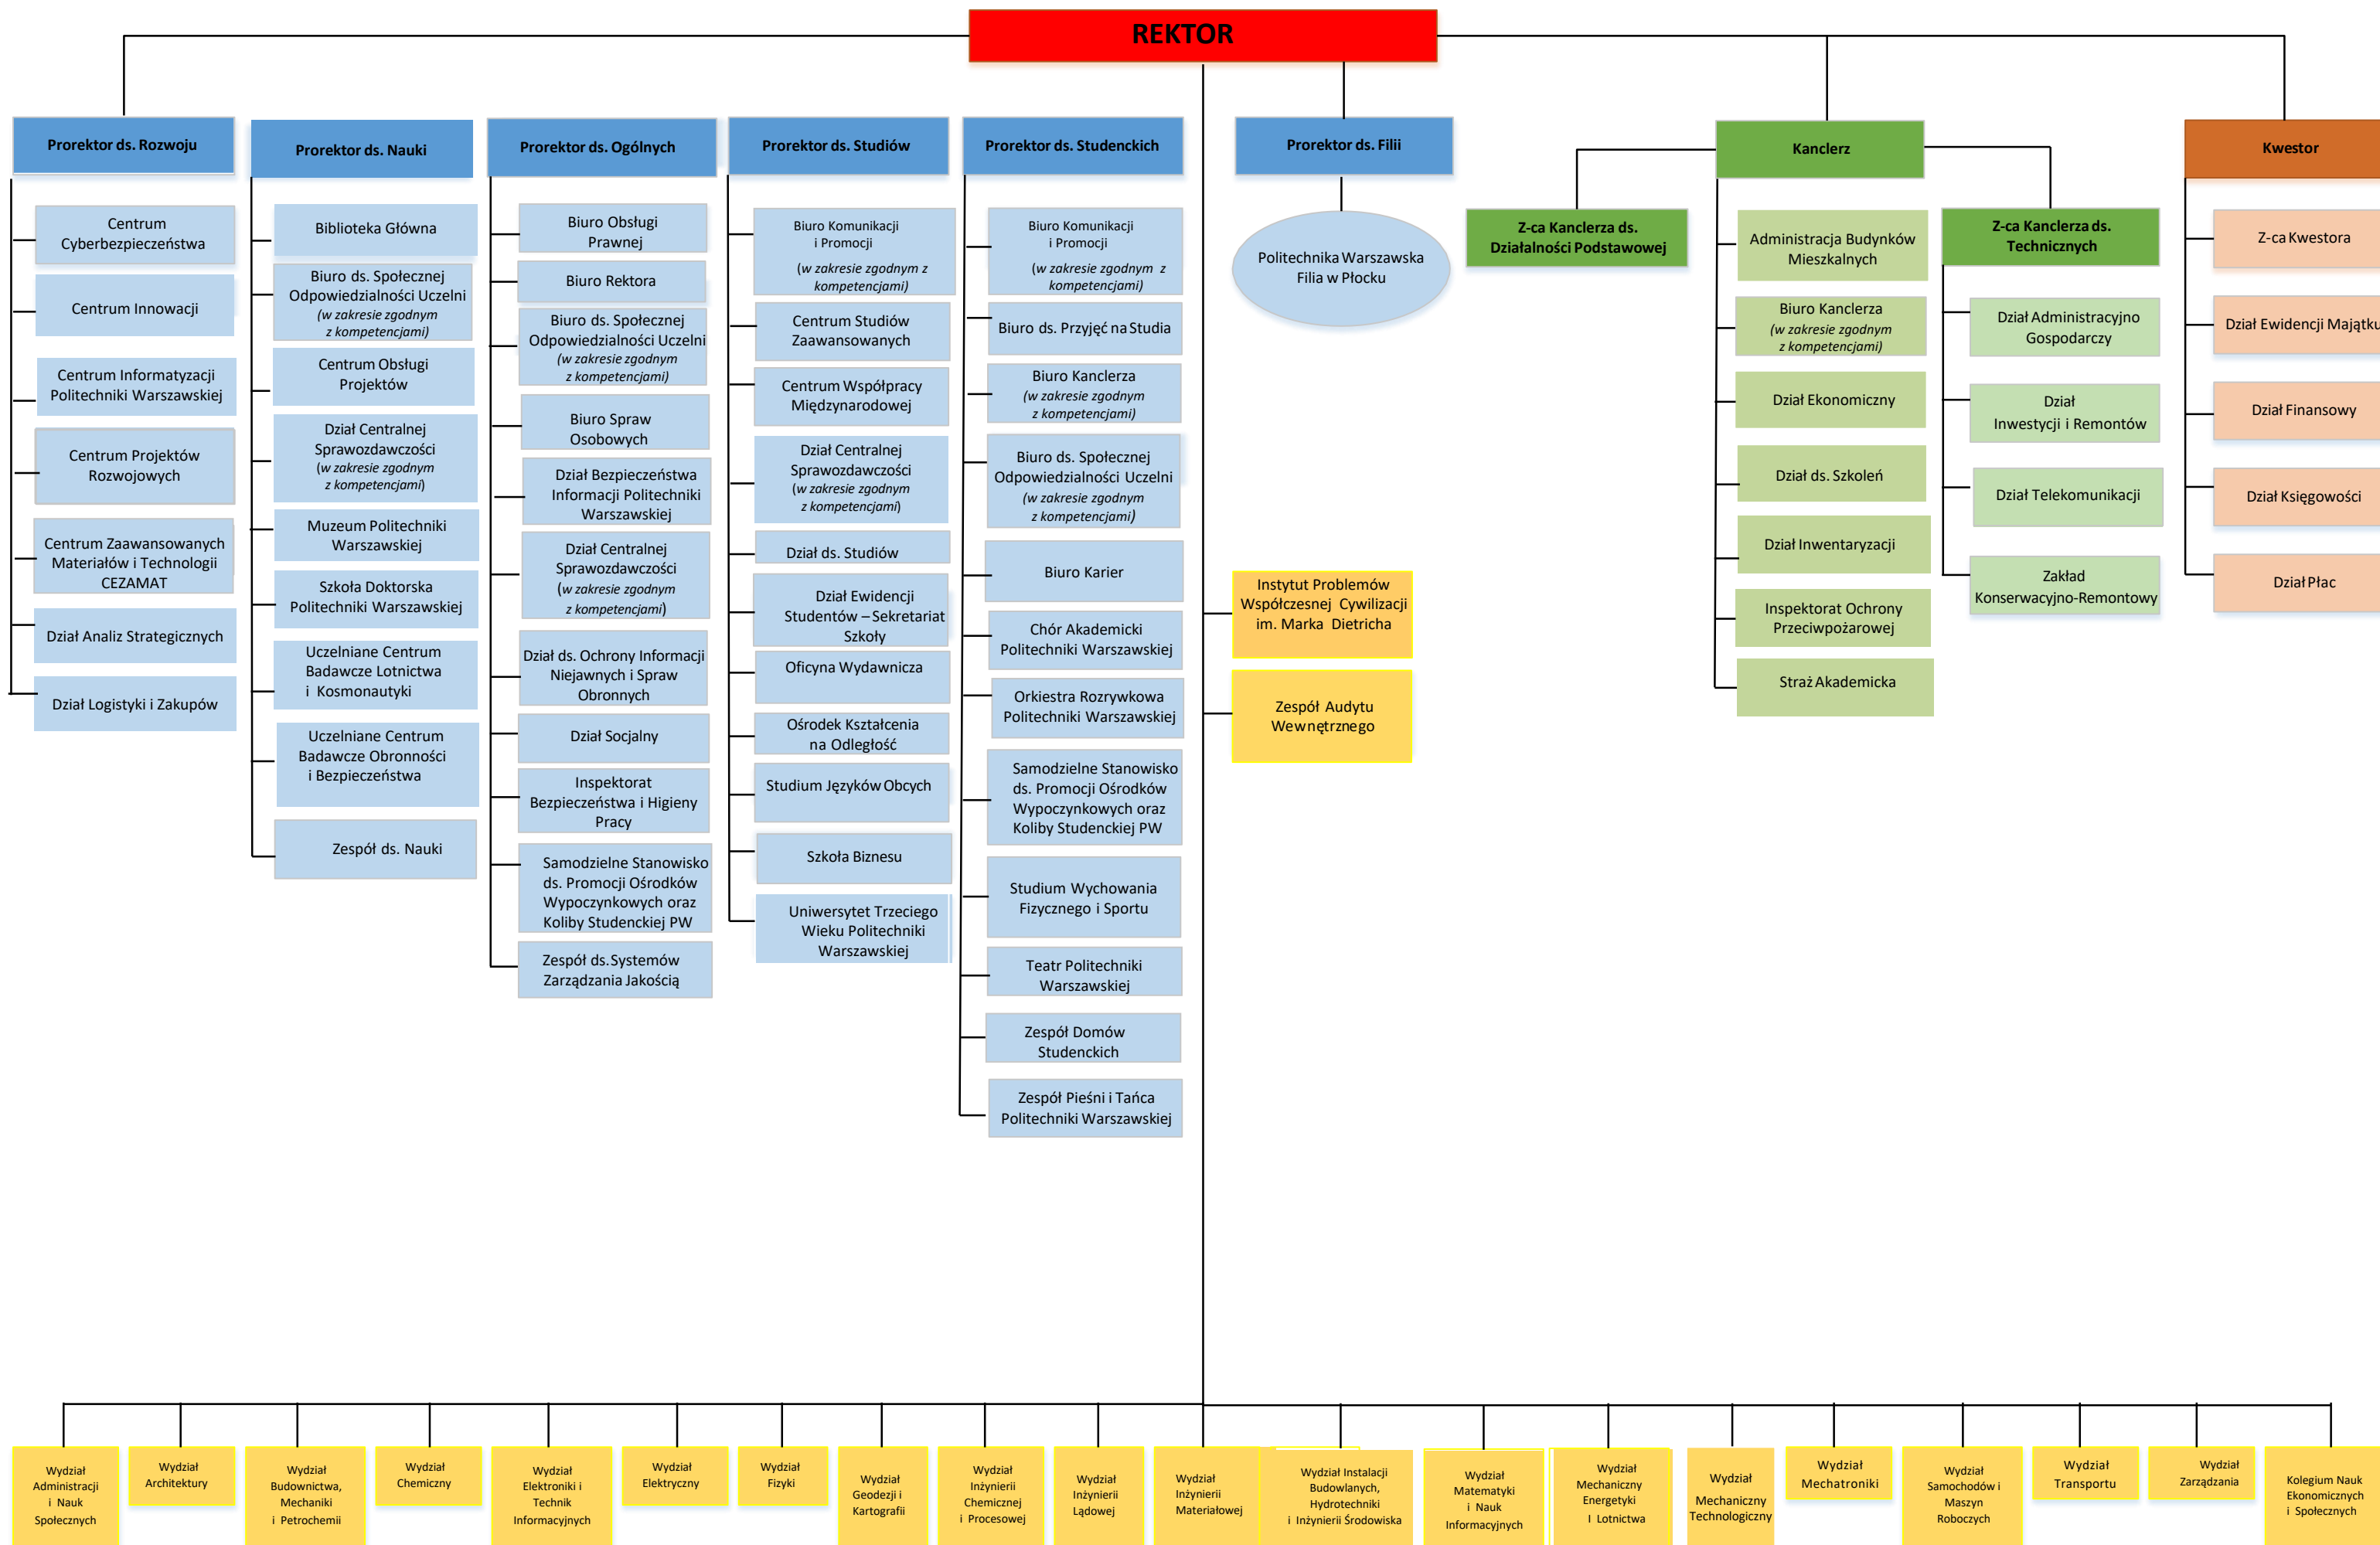 REKTOR
Prorektor ds. Rozwoju
Centrum
Cyberbezpieczeństwa
Centrum Innowacji
Centrum Informatyzacji
Politechniki Warszawskiej
Centrum Projektów
Rozwojowych
Centrum Zaawansowanych
Materiałów i Technologii
CEZAMAT
Dział Analiz Strategicznych
Dział Logistyki i Zakupów
Prorektor ds. Nauki
Biblioteka Główna
Biuro ds. Społecznej
Odpowiedzialności Uczelni
(w zakresie zgodnym
z kompetencjami)
Centrum Obsługi
Projektów
Dział Centralnej
Sprawozdawczości
(w zakresie zgodnym
z kompetencjami)
Muzeum Politechniki
Warszawskiej
Szkoła Doktorska
Politechniki Warszawskiej
Uczelniane Centrum
Badawcze Lotnictwa
i Kosmonautyki
Uczelniane Centrum
Badawcze Obronności
i Bezpieczeństwa
Zespół ds. Nauki
Prorektor ds. Ogólnych
Biuro Obsługi
Prawnej
Biuro Rektora
Biuro ds. Społecznej
Odpowiedzialności Uczelni
(w zakresie zgodnym
z kompetencjami)
Biuro Spraw
Osobowych
Dział Bezpieczeństwa
Informacji Politechniki
Warszawskiej
Dział Centralnej
Sprawozdawczości
(w zakresie zgodnym
z kompetencjami)
Dział ds. Ochrony Informacji
Niejawnych i Spraw
Obronnych
Dział Socjalny
Inspektorat
Bezpieczeństwa i Higieny
Pracy
Samodzielne Stanowisko
ds. Promocji Ośrodków
Wypoczynkowych oraz
Koliby Studenckiej PW
Zespół ds.Systemów
Zarządzania Jakością
Prorektor ds. Studiów
Biuro Komunikacji
i Promocji
(w zakresie zgodnym z
kompetencjami)
Centrum Studiów
Zaawansowanych
Centrum Współpracy
Międzynarodowej
Dział Centralnej
Sprawozdawczości
(w zakresie zgodnym
z kompetencjami)
Dział ds. Studiów
Dział Ewidencji
Studentów – Sekretariat
Szkoły
Oficyna Wydawnicza
Ośrodek Kształcenia
na Odległość
Studium Języków Obcych
Szkoła Biznesu
Uniwersytet Trzeciego
Wieku Politechniki
Warszawskiej
Prorektor ds. Studenckich
Biuro Komunikacji
i Promocji
(w zakresie zgodnym z
kompetencjami)
Biuro ds. Przyjęć na Studia
Biuro Kanclerza
(w zakresie zgodnym
z kompetencjami)
Biuro ds. Społecznej
Odpowiedzialności Uczelni
(w zakresie zgodnym
z kompetencjami)
Biuro Karier
Chór Akademicki
Politechniki Warszawskiej
Orkiestra Rozrywkowa
Politechniki Warszawskiej
Samodzielne Stanowisko
ds. Promocji Ośrodków
Wypoczynkowych oraz
Koliby Studenckiej PW
Studium Wychowania
Fizycznego i Sportu
Teatr Politechniki
Warszawskiej
Zespół Domów
Studenckich
Zespół Pieśni i Tańca
Politechniki Warszawskiej
Prorektor ds. Filii
Politechnika Warszawska
Filia w Płocku
Instytut Problemów
Współczesnej Cywilizacji
im. Marka Dietricha
Zespół Audytu
Wewnętrznego
Kanclerz
Z-ca Kanclerza ds.
Działalności Podstawowej
Administracja Budynków
Mieszkalnych
Biuro Kanclerza
(w zakresie zgodnym
z kompetencjami)
Dział Ekonomiczny
Dział ds. Szkoleń
Dział Inwentaryzacji
Inspektorat Ochrony
Przeciwpożarowej
Straż Akademicka
Z-ca Kanclerza ds.
Technicznych
Dział Administracyjno
Gospodarczy
Dział
Inwestycji i Remontów
Dział Telekomunikacji
Zakład
Konserwacyjno-Remontowy
Kwestor
Z-ca Kwestora
Dział Ewidencji Majątku
Dział Finansowy
Dział Księgowości
Dział Płac
Wydział
Administracji
i Nauk
Społecznych
Wydział
Architektury
Wydział
Budownictwa,
Mechaniki
i Petrochemii
Wydział
Chemiczny
Wydział
Elektroniki i
Technik
Informacyjnych
Wydział
Elektryczny
Wydział
Fizyki
Wydział
Geodezji i
Kartografii
Wydział
Inżynierii
Chemicznej
i Procesowej
Wydział
Inżynierii
Lądowej
Wydział
Inżynierii
Materiałowej
Wydział Instalacji
Budowlanych,
Hydrotechniki
i Inżynierii Środowiska
Wydział
Matematyki
i Nauk
Informacyjnych
Wydział
Mechaniczny
Energetyki
I Lotnictwa
Wydział
Mechaniczny
Technologiczny
Wydział
Mechatroniki
Wydział
Samochodów i
Maszyn
Roboczych
Wydział
Transportu
Wydział
Zarządzania
Kolegium Nauk
Ekonomicznych
i Społecznych